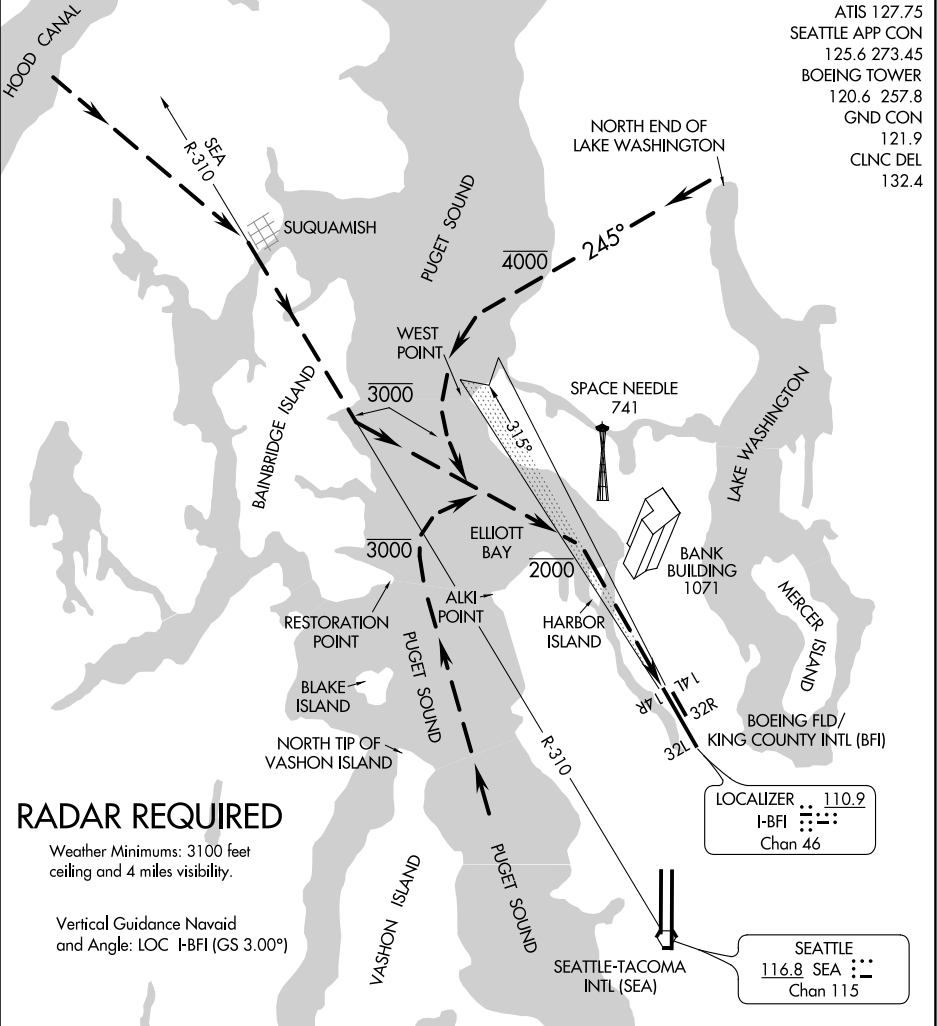 ATIS 127.75
SEATTLE APP CON
125.6 273.45
BOEING TOWER
120.6 257.8
GND CON
121.9
CLNC DEL
132.4
HOOD CANAL
SEA
R-310
NORTH END OF
LAKE WASHINGTON
SUQUAMISH
PUGET SOUND
245°
4000
WEST
POINT
3000
BAINBRIDGE ISLAND
315°
SPACE NEEDLE
741
LAKE WASHINGTON
3000
ELLIOTT
BAY
2000
BANK
BUILDING
1071
RESTORATION
POINT
ALKI
POINT
HARBOR
ISLAND
MERCER ISLAND
PUGET SOUND
BLAKE
ISLAND
14L
14R
32R
32L
BOEING FLD/
KING COUNTY INTL (BFI)
NORTH TIP OF
VASHON ISLAND
R-310
LOCALIZER 110.9
I-BFI
Chan 46
RADAR REQUIRED
Weather Minimums: 3100 feet
ceiling and 4 miles visibility.
Vertical Guidance Navaid
and Angle: LOC I-BFI (GS 3.00°)
VASHON ISLAND
PUGET SOUND
SEATTLE-TACOMA
INTL (SEA)
SEATTLE
116.8 SEA
Chan 115